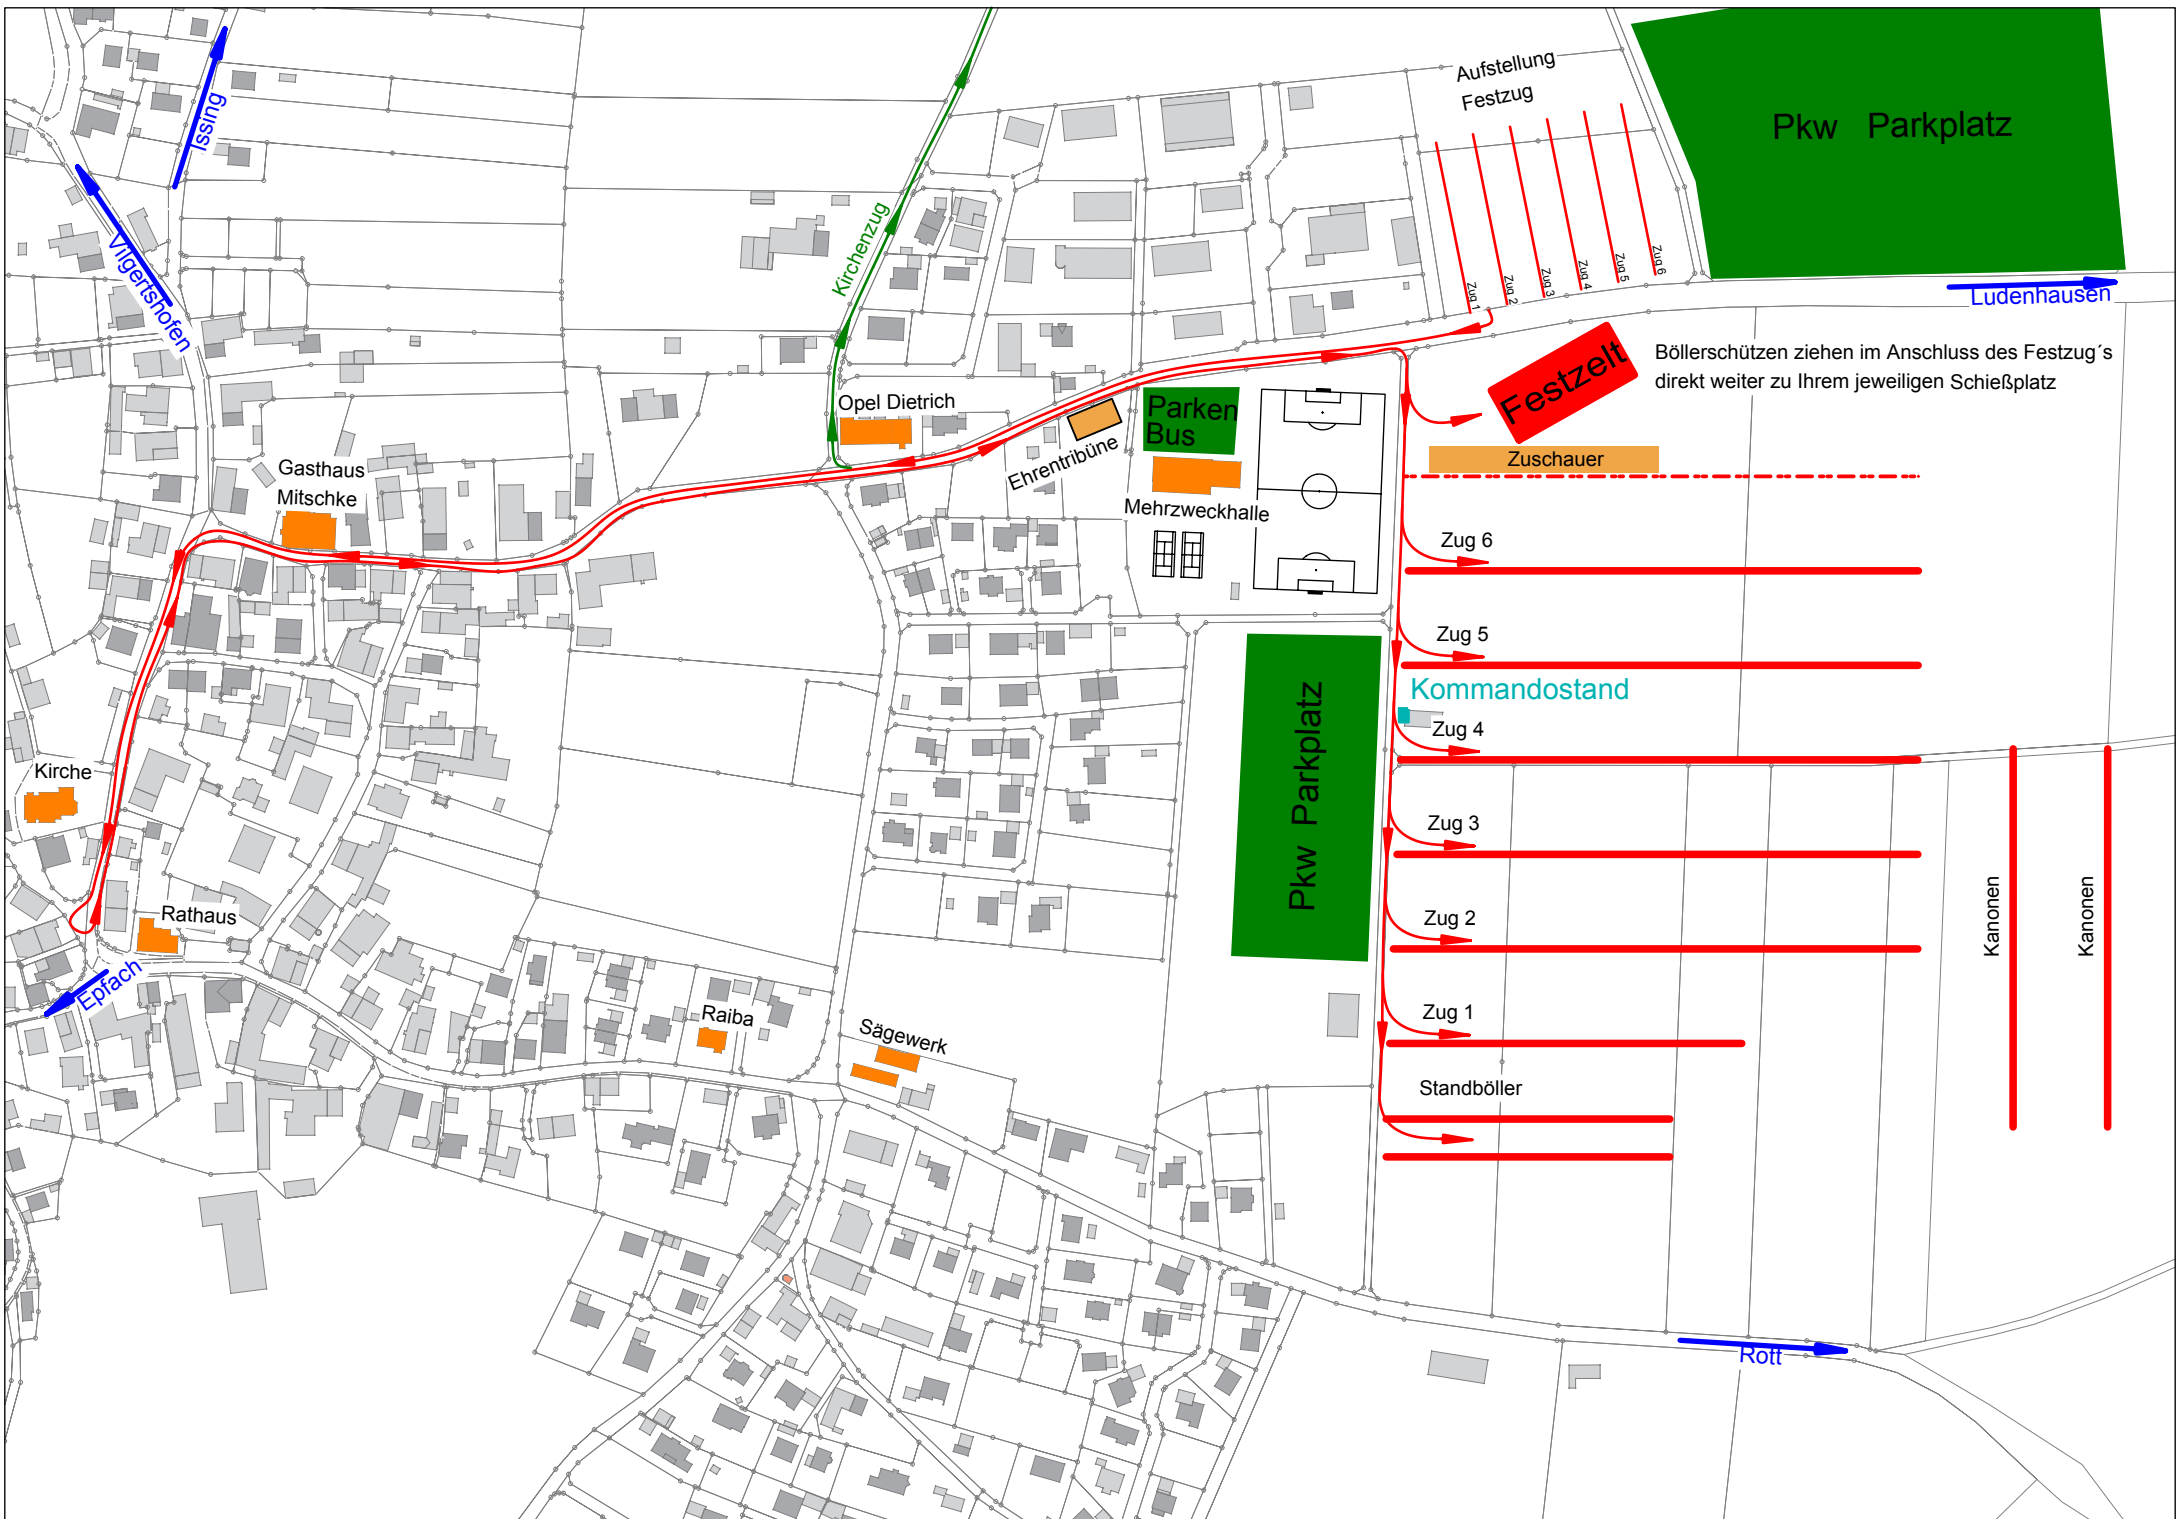 Issing
Vilgertshofen
Kirchenzug
Aufstellung
Festzug
Zug 1
Zug 2
Zug 3
Zug 4
Zug 5
Zug 6
Pkw Parkplatz
Ludenhausen
Festzelt
Böllerschützen ziehen im Anschluss des Festzug´s
direkt weiter zu Ihrem jeweiligen Schießplatz
Opel Dietrich
Parken
Bus
Ehrentribüne
Zuschauer
Gasthaus
Mitschke
Mehrzweckhalle
Zug 6
Zug 5
Kommandostand
Zug 4
Pkw Parkplatz
Kirche
Zug 3
Rathaus
Zug 2
Kanonen
Kanonen
Epfach
Raiba
Sägewerk
Zug 1
Standböller
Rott